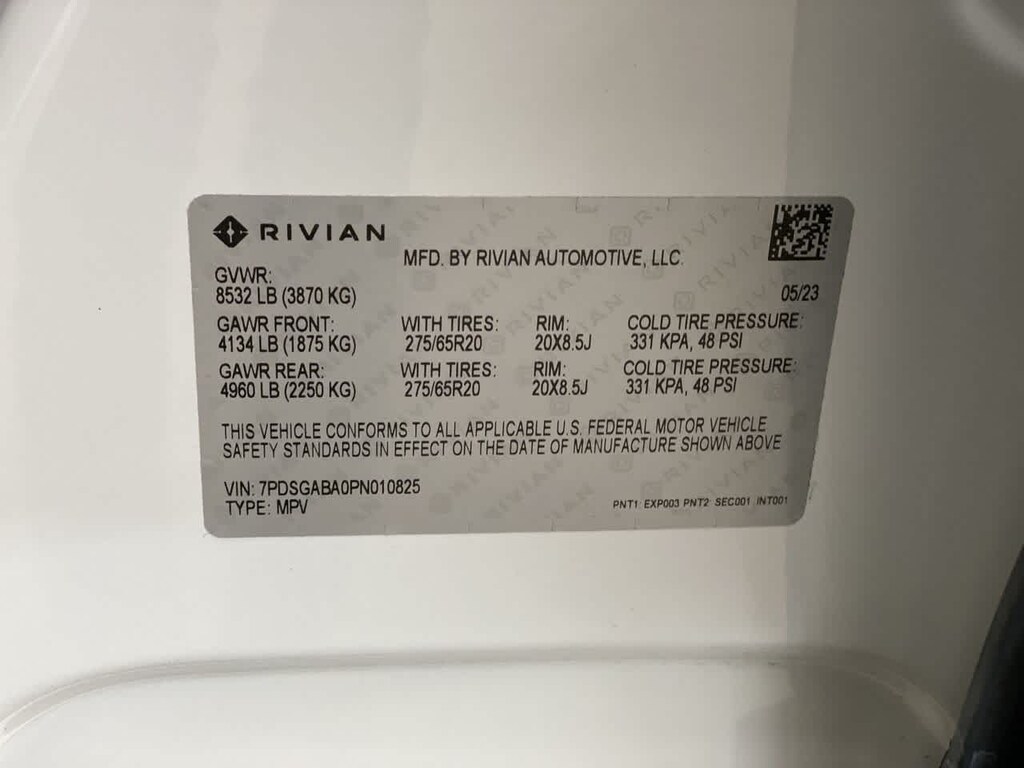 RIVIAN
MFD. BY RIVIAN AUTOMOTIVE, LLC.
GVWR:
8532 LB (3870 KG)
05/23
GAWR FRONT: WITH TIRES: RIM: COLD TIRE PRESSURE:
4134 LB (1875 KG) 275/65R20 20X8.5J 331 KPA, 48 PSI
GAWR REAR: WITH TIRES: RIM: COLD TIRE PRESSURE:
4960 LB (2250 KG) 275/65R20 20X8.5J 331 KPA, 48 PSI
THIS VEHICLE CONFORMS TO ALL APPLICABLE U.S. FEDERAL MOTOR VEHICLE
SAFETY STANDARDS IN EFFECT ON THE DATE OF MANUFACTURE SHOWN ABOVE
VIN: 7PDSGABA0PN010825
TYPE: MPV
PNT1 EXP003 PNT2 SEC001 INT001